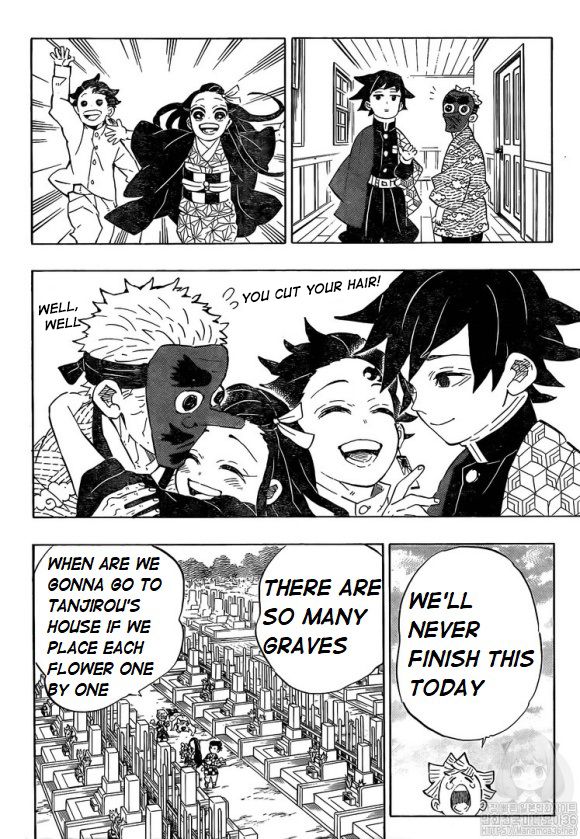 WELL,
WELL
YOU CUT YOUR HAIR!
WE'LL
NEVER
FINISH THIS
TODAY
THERE ARE
SO MANY
GRAVES
WHEN ARE WE
GONNA GO TO
TANJIROU'S
HOUSE IF WE
PLACE EACH
FLOWER ONE
BY ONE